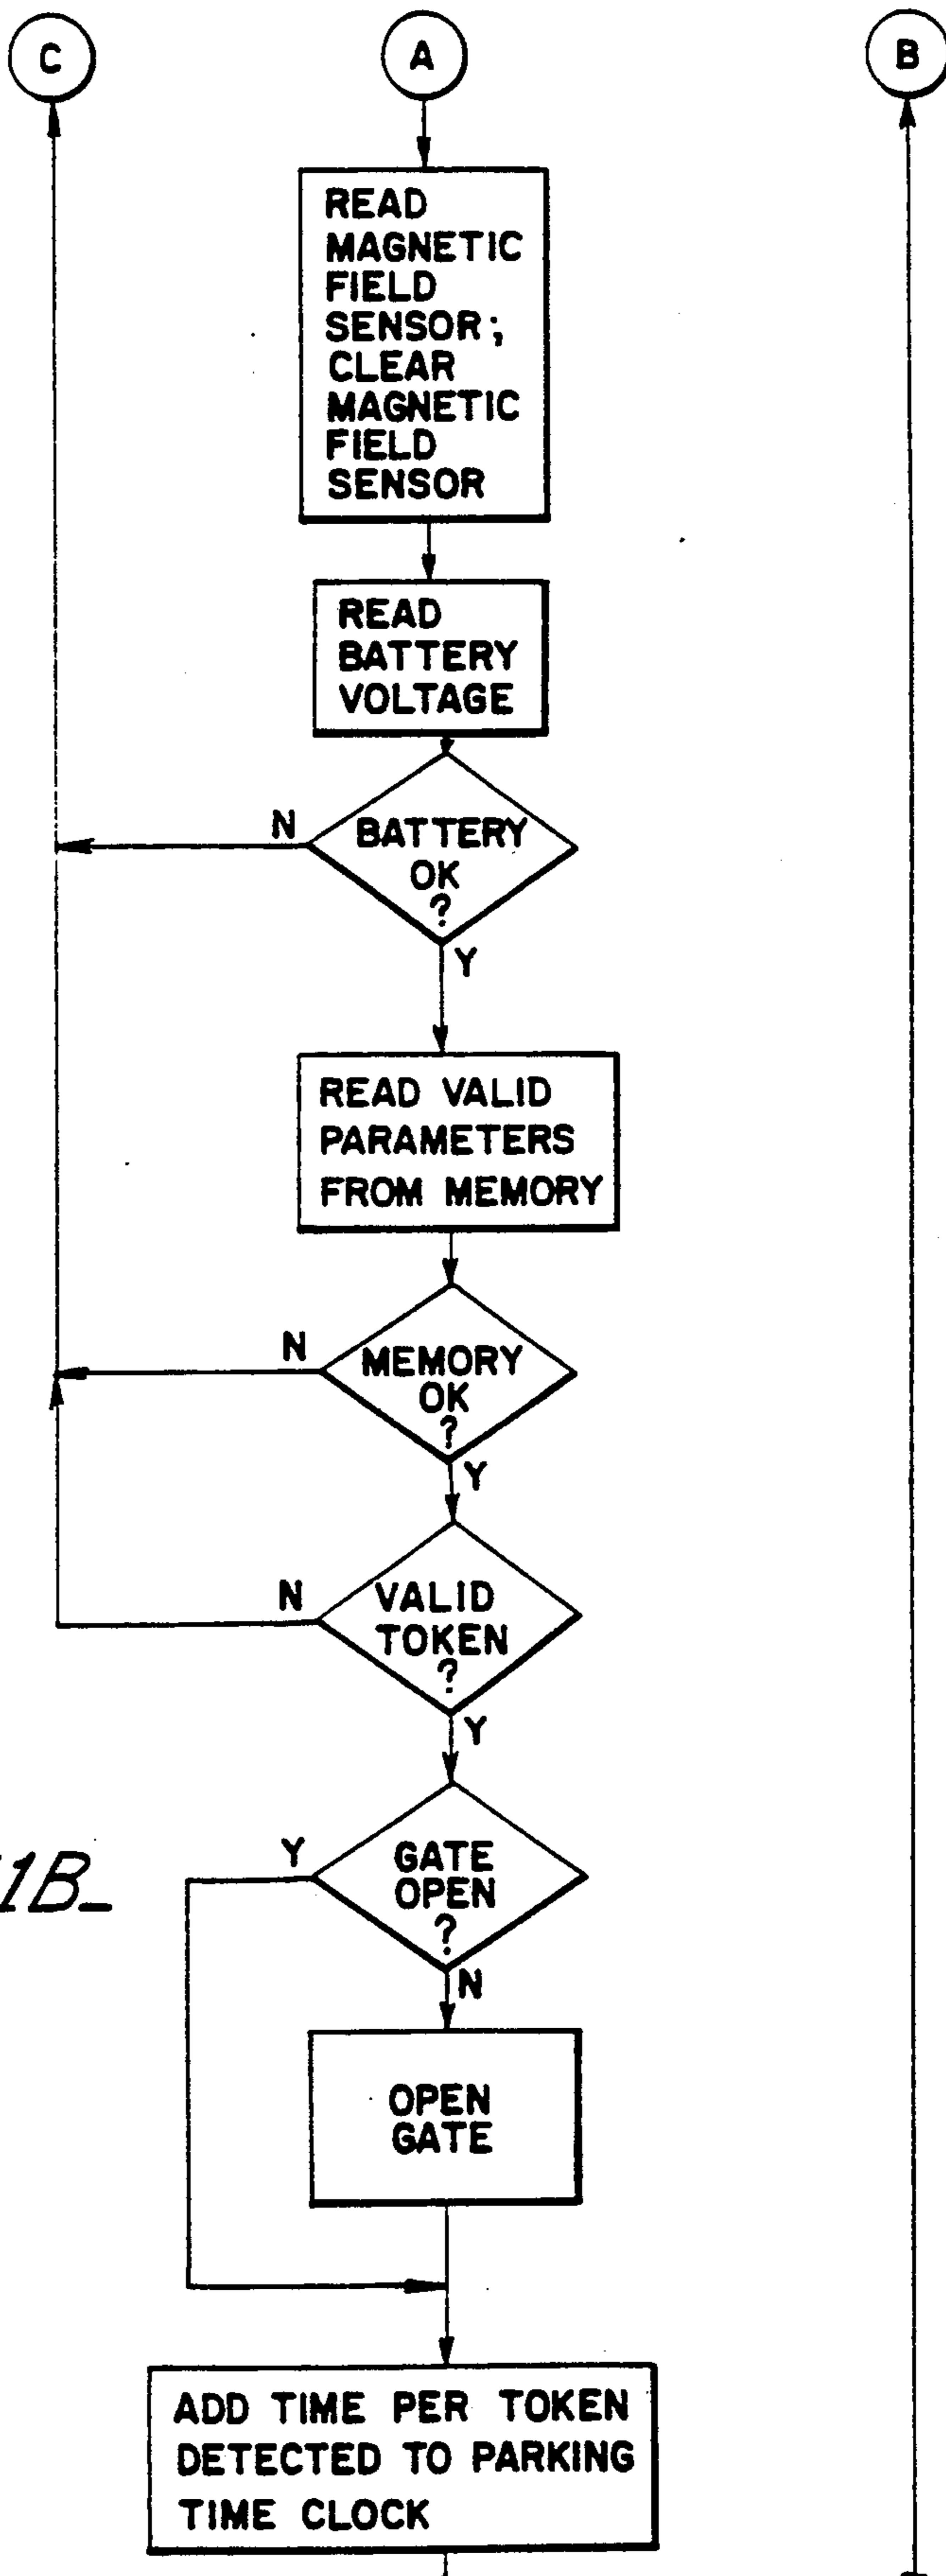 C
A
B
READ
MAGNETIC
FIELD
SENSOR;
CLEAR
MAGNETIC
FIELD
SENSOR
READ
BATTERY
VOLTAGE
N
BATTERY
OK
?
Y
READ VALID
PARAMETERS
FROM MEMORY
N
MEMORY
OK
?
Y
N
VALID
TOKEN
?
Y
1B
Y
GATE
OPEN
?
N
OPEN
GATE
ADD TIME PER TOKEN
DETECTED TO PARKING
TIME CLOCK